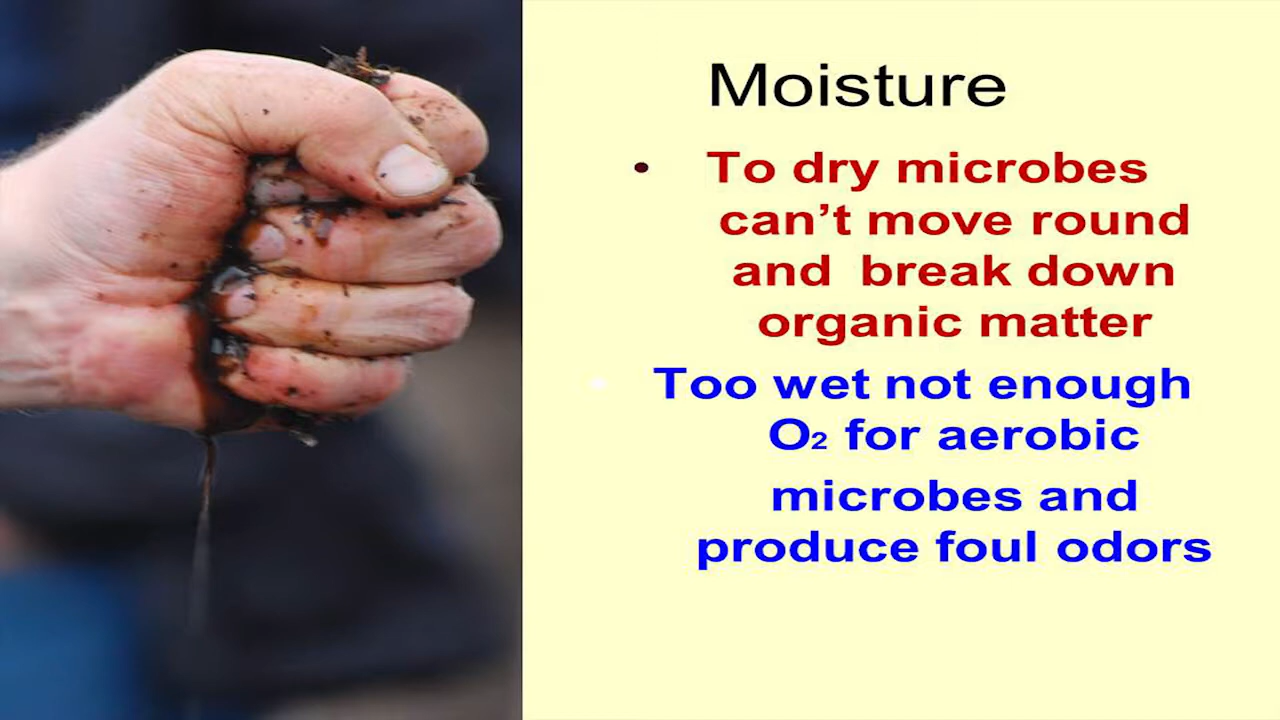 Moisture
• To dry microbes
can’t move round
and break down
organic matter
• Too wet not enough
O₂ for aerobic
microbes and
produce foul odors